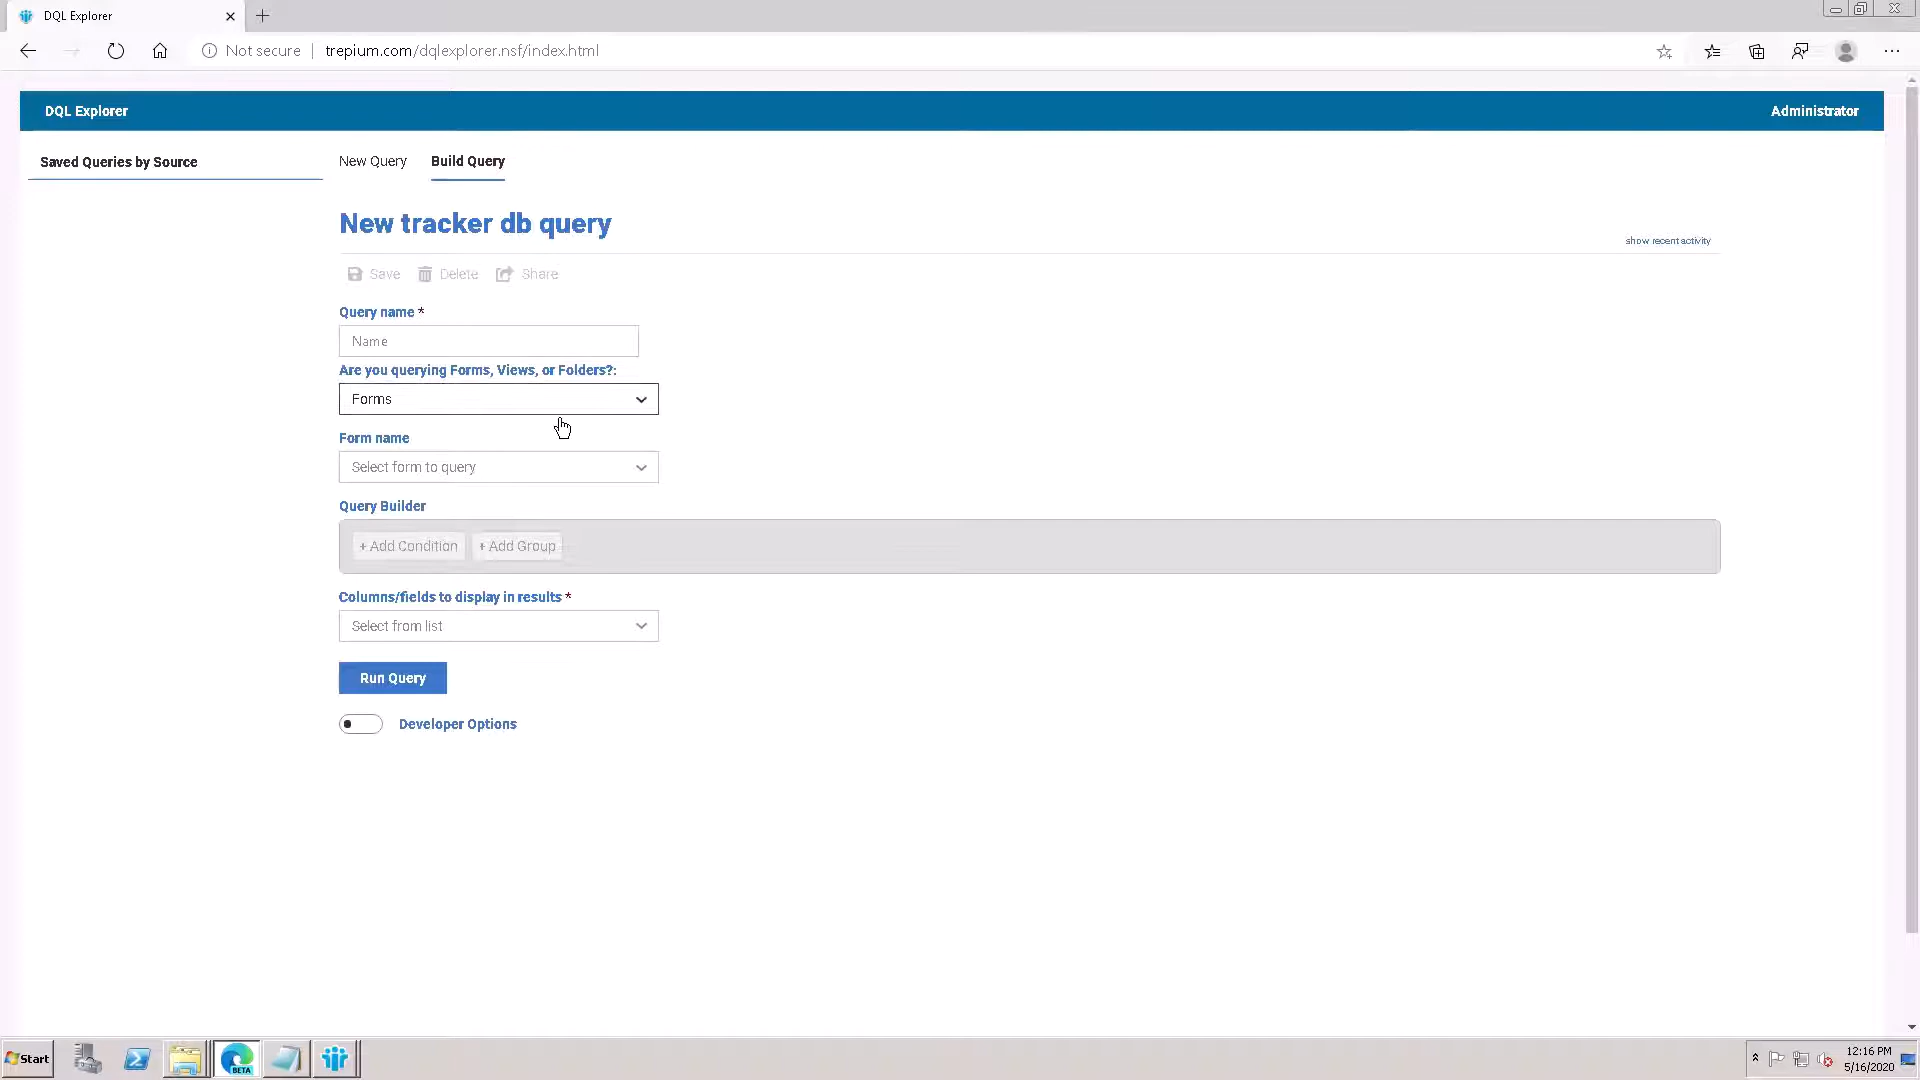 DQL Explorer
Not secure
trepium.com/dqlexplorer.nsf/index.html
DQL Explorer
Administrator
Saved Queries by Source
New Query
Build Query
New tracker db query
show recent activity
Save
Delete
Share
Query name *
Name
Are you querying Forms, Views, or Folders?:
Forms
Form name
Select form to query
Query Builder
+ Add Condition
+ Add Group
Columns/fields to display in results *
Select from list
Run Query
Developer Options
Start
BETA
12:16 PM
5/16/2020